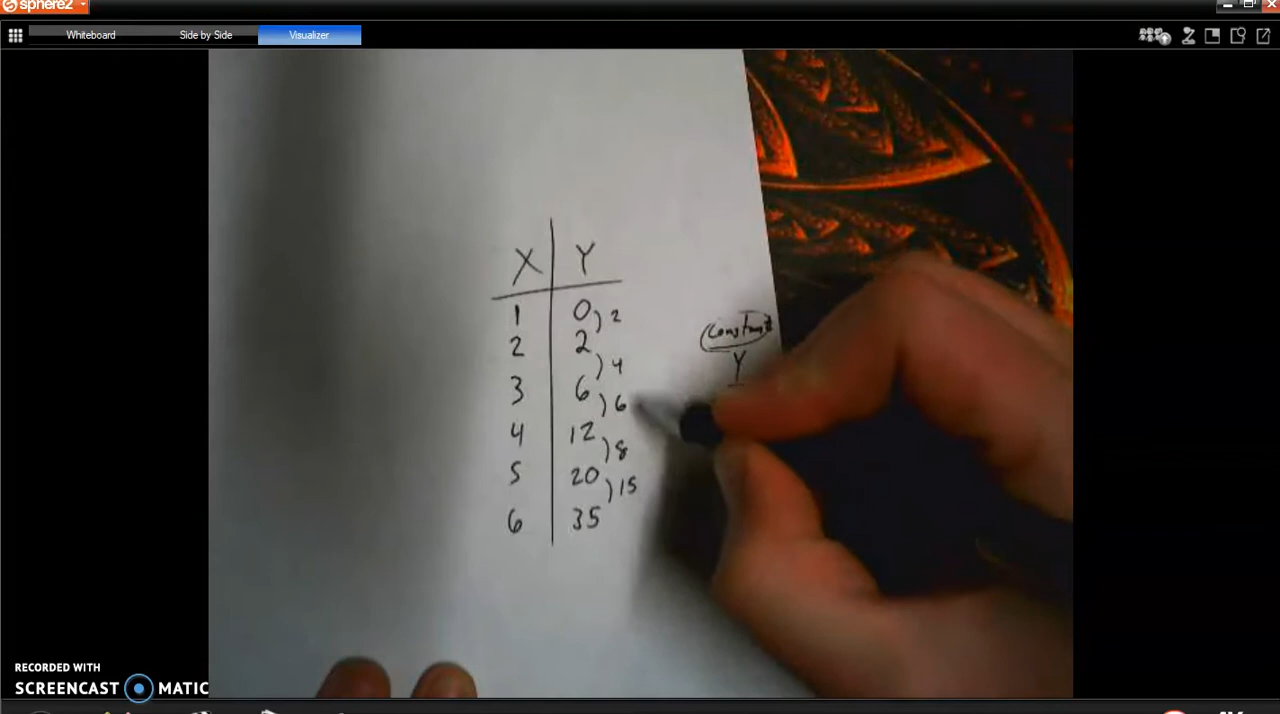 sphere2
Whiteboard Side by Side Visualizer
X Y
1 0 ) 2
2 2 ) 4
3 6 ) 6
4 12 ) 8
5 20 ) 15
6 35
Constant
Y
RECORDED WITH
SCREENCAST MATIC